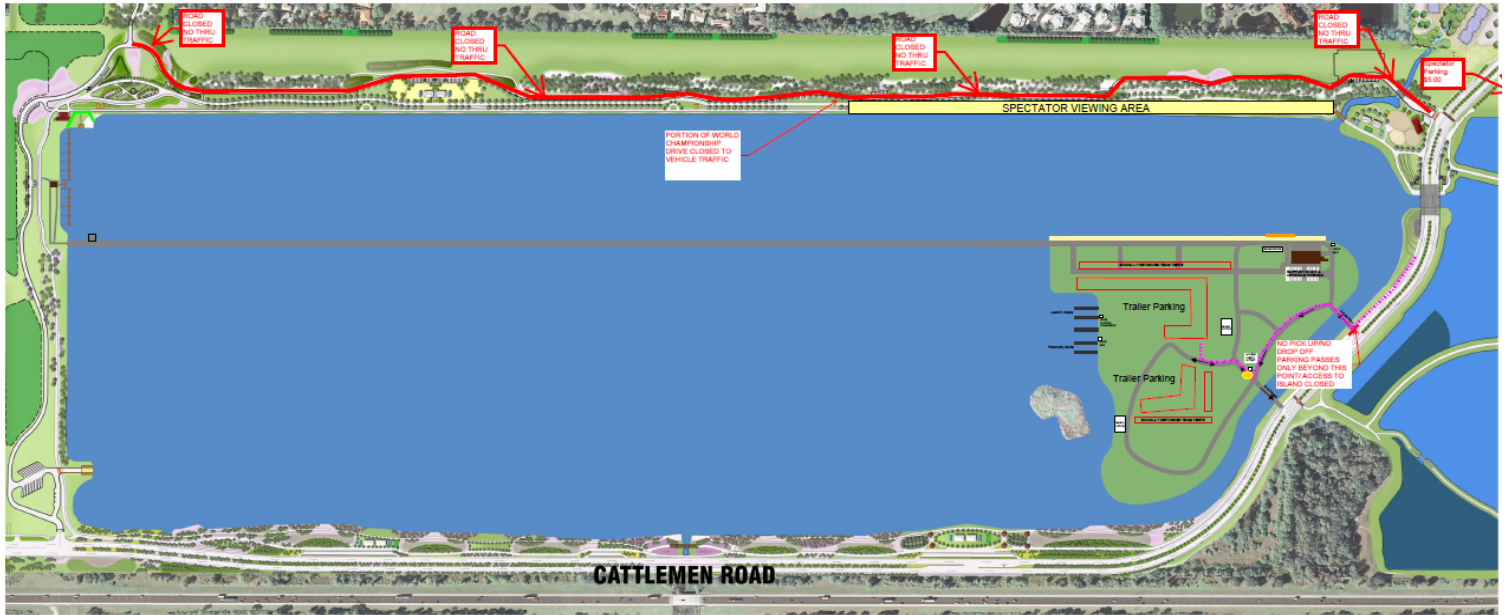 ROAD
CLOSED
NO THRU
TRAFFIC
ROAD
CLOSED
NO THRU
TRAFFIC
ROAD
CLOSED
NO THRU
TRAFFIC
ROAD
CLOSED
NO THRU
TRAFFIC
Spectator
Parking
$5.00
SPECTATOR VIEWING AREA
PORTION OF WORLD
CHAMPIONSHIP
DRIVE CLOSED TO
VEHICLE TRAFFIC
Trailer Parking
NO PICK UP/NO
DROP OFF
PARKING PASSES
ONLY BEYOND THIS
POINT/ ACCESS TO
ISLAND CLOSED
Trailer Parking
CATTLEMEN ROAD